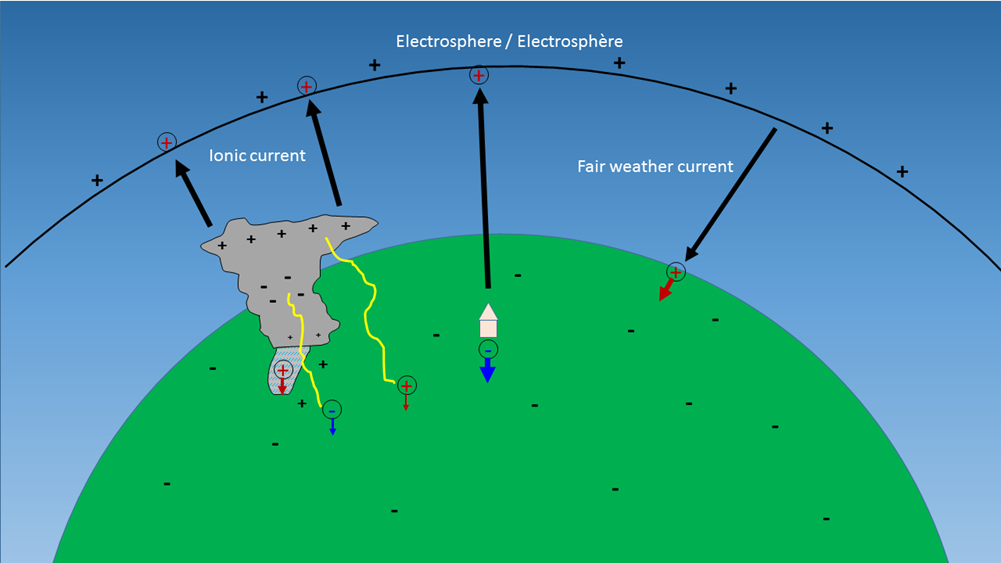 Electrosphere / Electrosphère
Ionic current
Fair weather current